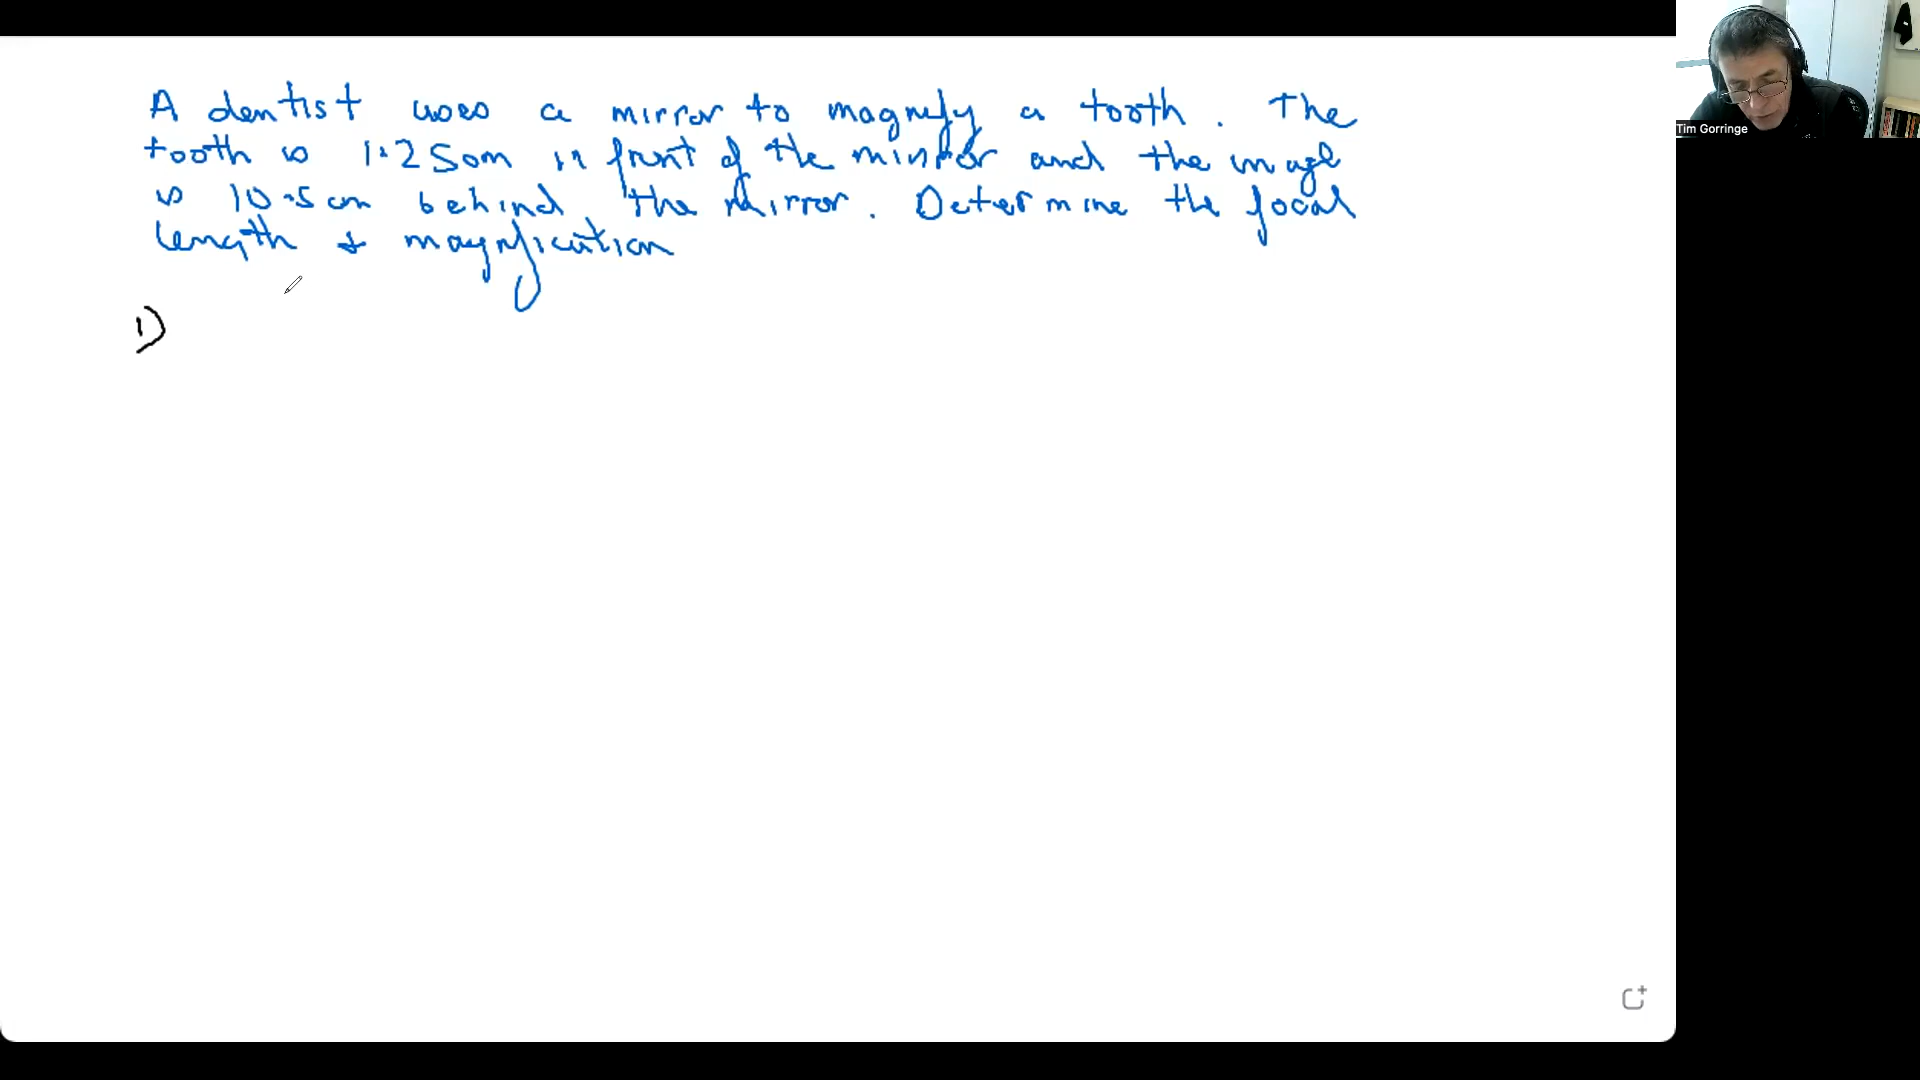 A dentist uses a mirror to magnify a tooth. The
tooth is 1.25cm in front of the mirror and the image
is 10.5cm behind the mirror. Determine the focal
length & magnification
1)
Tim Gorringe